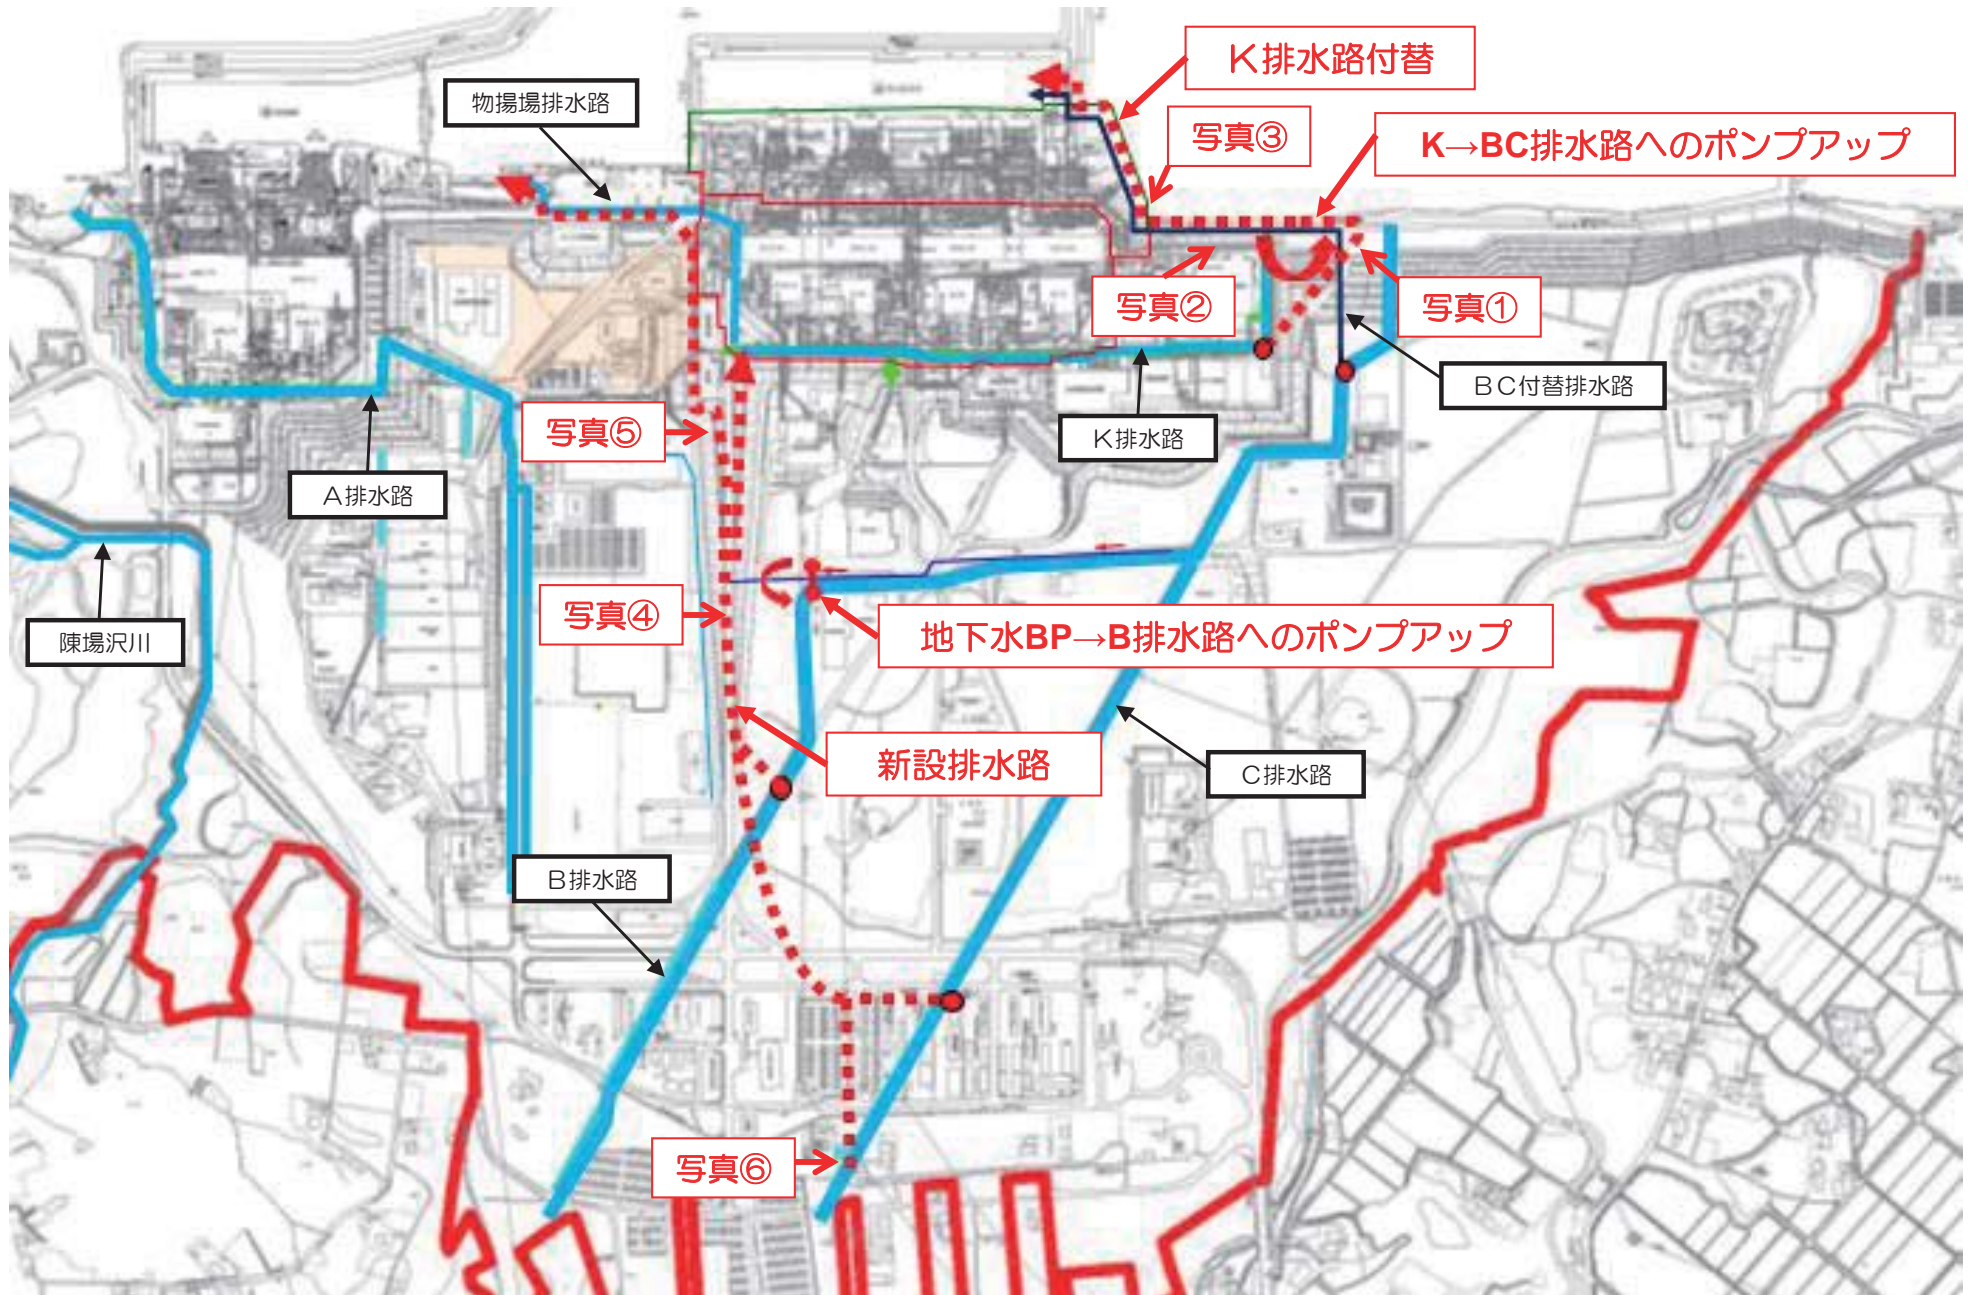 K排水路付替
物揚場排水路
写真③
K→BC排水路へのポンプアップ
写真②
写真①
BC付替排水路
写真⑤
K排水路
A排水路
写真④
陳場沢川
地下水BP→B排水路へのポンプアップ
新設排水路
C排水路
B排水路
写真⑥